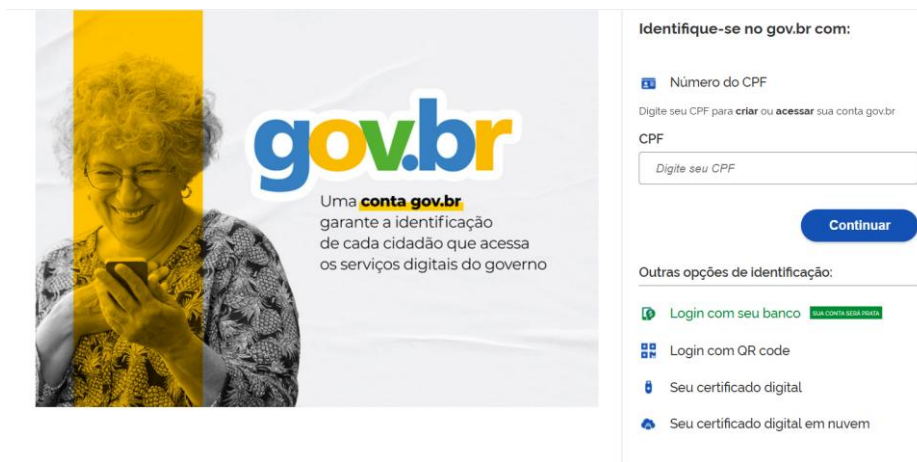 gov.br
Uma conta gov.br
garante a identificação
de cada cidadão que acessa
os serviços digitais do governo
Identifique-se no gov.br com:
Número do CPF
Digite seu CPF para criar ou acessar sua conta gov.br
CPF
Digite seu CPF
Continuar
Outras opções de identificação:
Login com seu banco SUA CONTA SERÁ PRATA
Login com QR code
Seu certificado digital
Seu certificado digital em nuvem